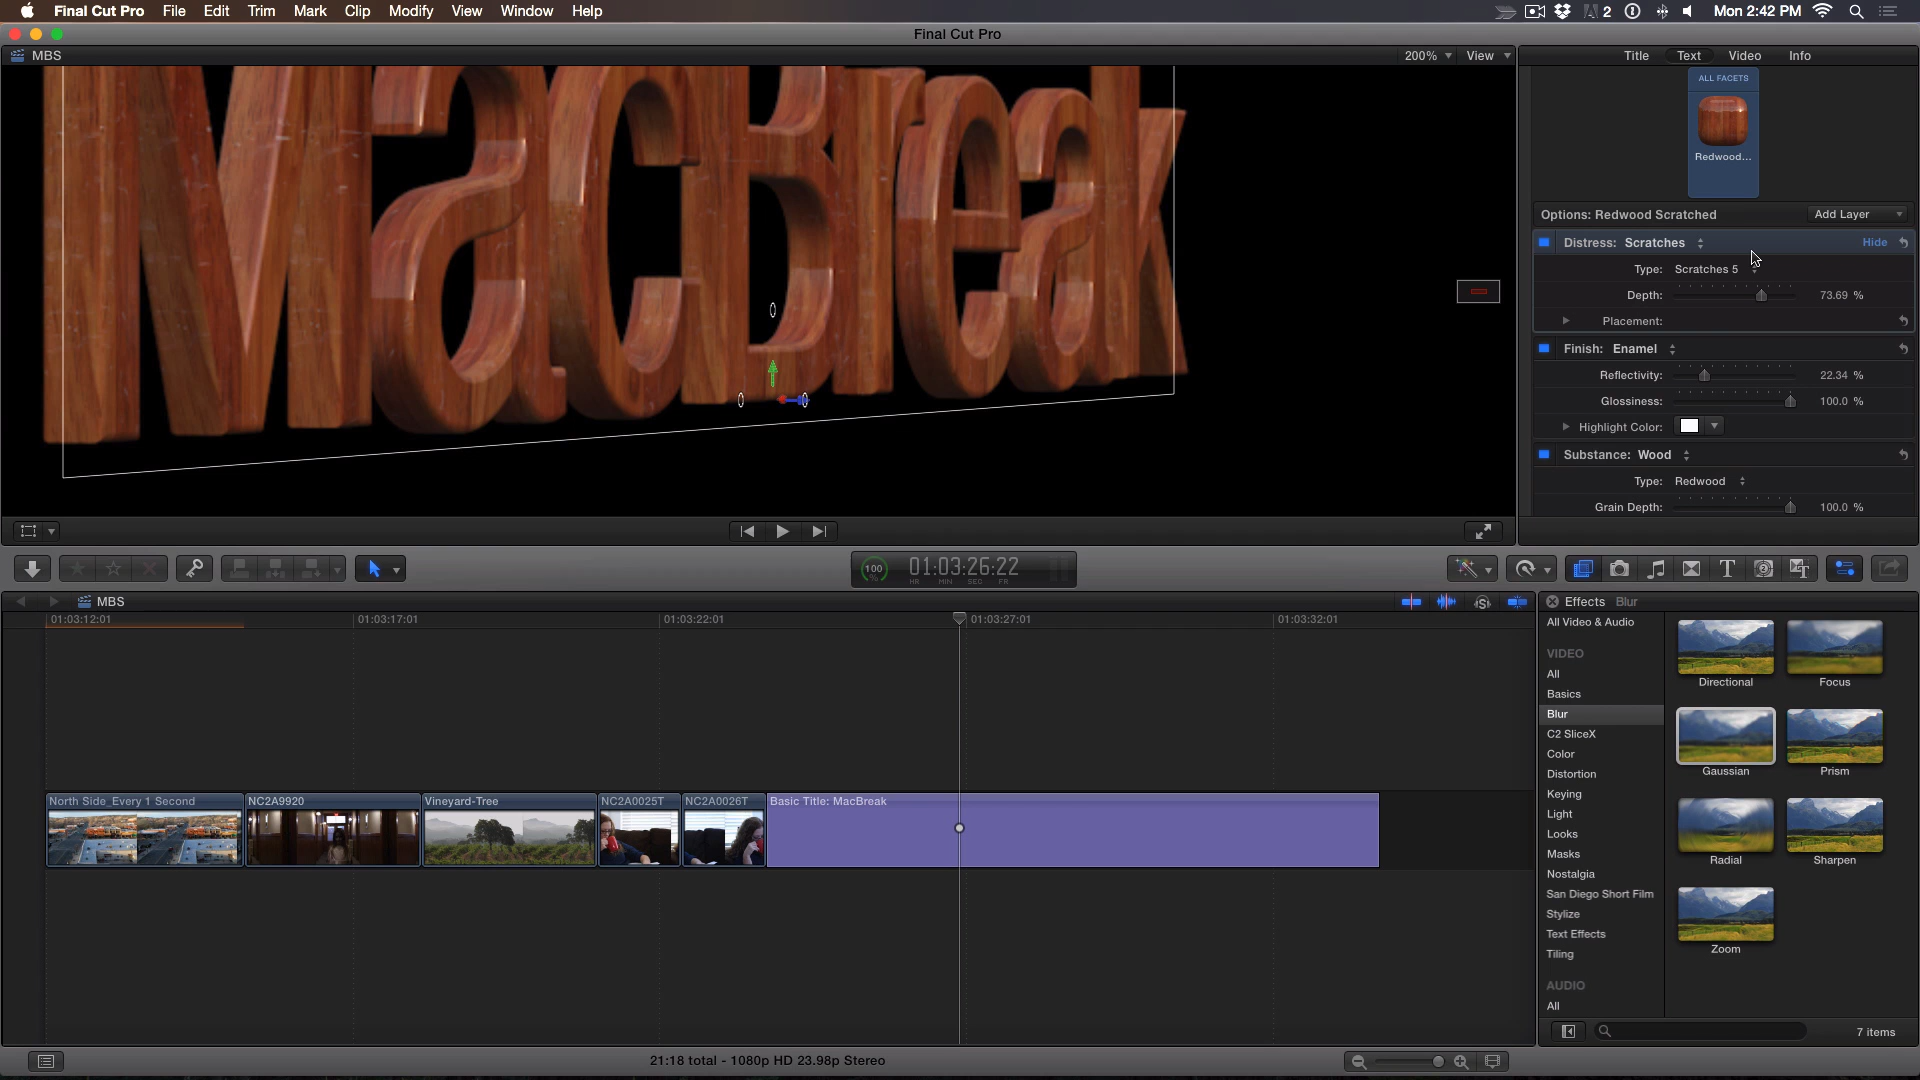 Final Cut Pro File Edit Trim Mark Clip Modify View Window Help
2 Mon 2:42 PM
Final Cut Pro
MBS
200% View
Title Text Video Info
MacBreak
ALL FACETS
Redwood...
Options: Redwood Scratched Add Layer
Distress: Scratches Hide
Type: Scratches 5
Depth: 73.69 %
Placement:
Finish: Enamel
Reflectivity: 22.34 %
Glossiness: 100.0 %
Highlight Color:
Substance: Wood
Type: Redwood
Grain Depth: 100.0 %
100 %
01:03:26:22
HR MIN SEC FR
MBS
01:03:12:01 01:03:17:01 01:03:22:01 01:03:27:01 01:03:32:01
North Side_Every 1 Second NC2A9920 Vineyard-Tree NC2A0025T NC2A0026T Basic Title: MacBreak
Effects Blur
All Video & Audio
VIDEO
All
Basics
Blur
C2 SliceX
Color
Distortion
Keying
Light
Looks
Masks
Nostalgia
San Diego Short Film
Stylize
Text Effects
Tiling
AUDIO
All
Directional Focus
Gaussian Prism
Radial Sharpen
Zoom
7 items
21:18 total - 1080p HD 23.98p Stereo